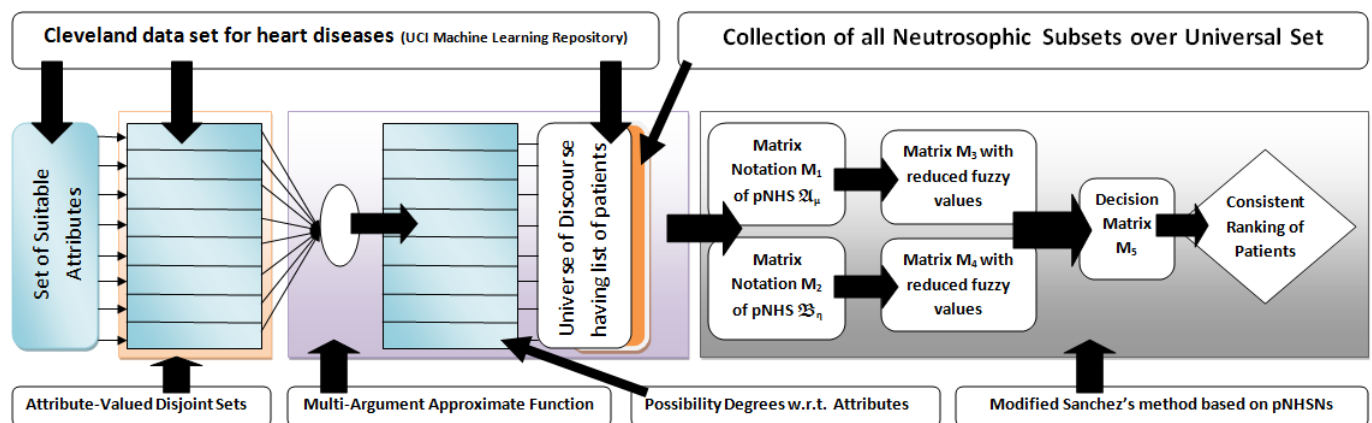 Cleveland data set for heart diseases (UCI Machine Learning Repository)
Collection of all Neutrosophic Subsets over Universal Set
Set of Suitable
Attributes
Universe of Discourse
having list of patients
Matrix
Notation M₁
of pNHS 𝔄μ
Matrix M₃ with
reduced fuzzy
values
Matrix
Notation M₂
of pNHS 𝔅η
Matrix M₄ with
reduced fuzzy
values
Decision
Matrix
M₅
Consistent
Ranking of
Patients
Attribute-Valued Disjoint Sets
Multi-Argument Approximate Function
Possibility Degrees w.r.t. Attributes
Modified Sanchez's method based on pNHSNs